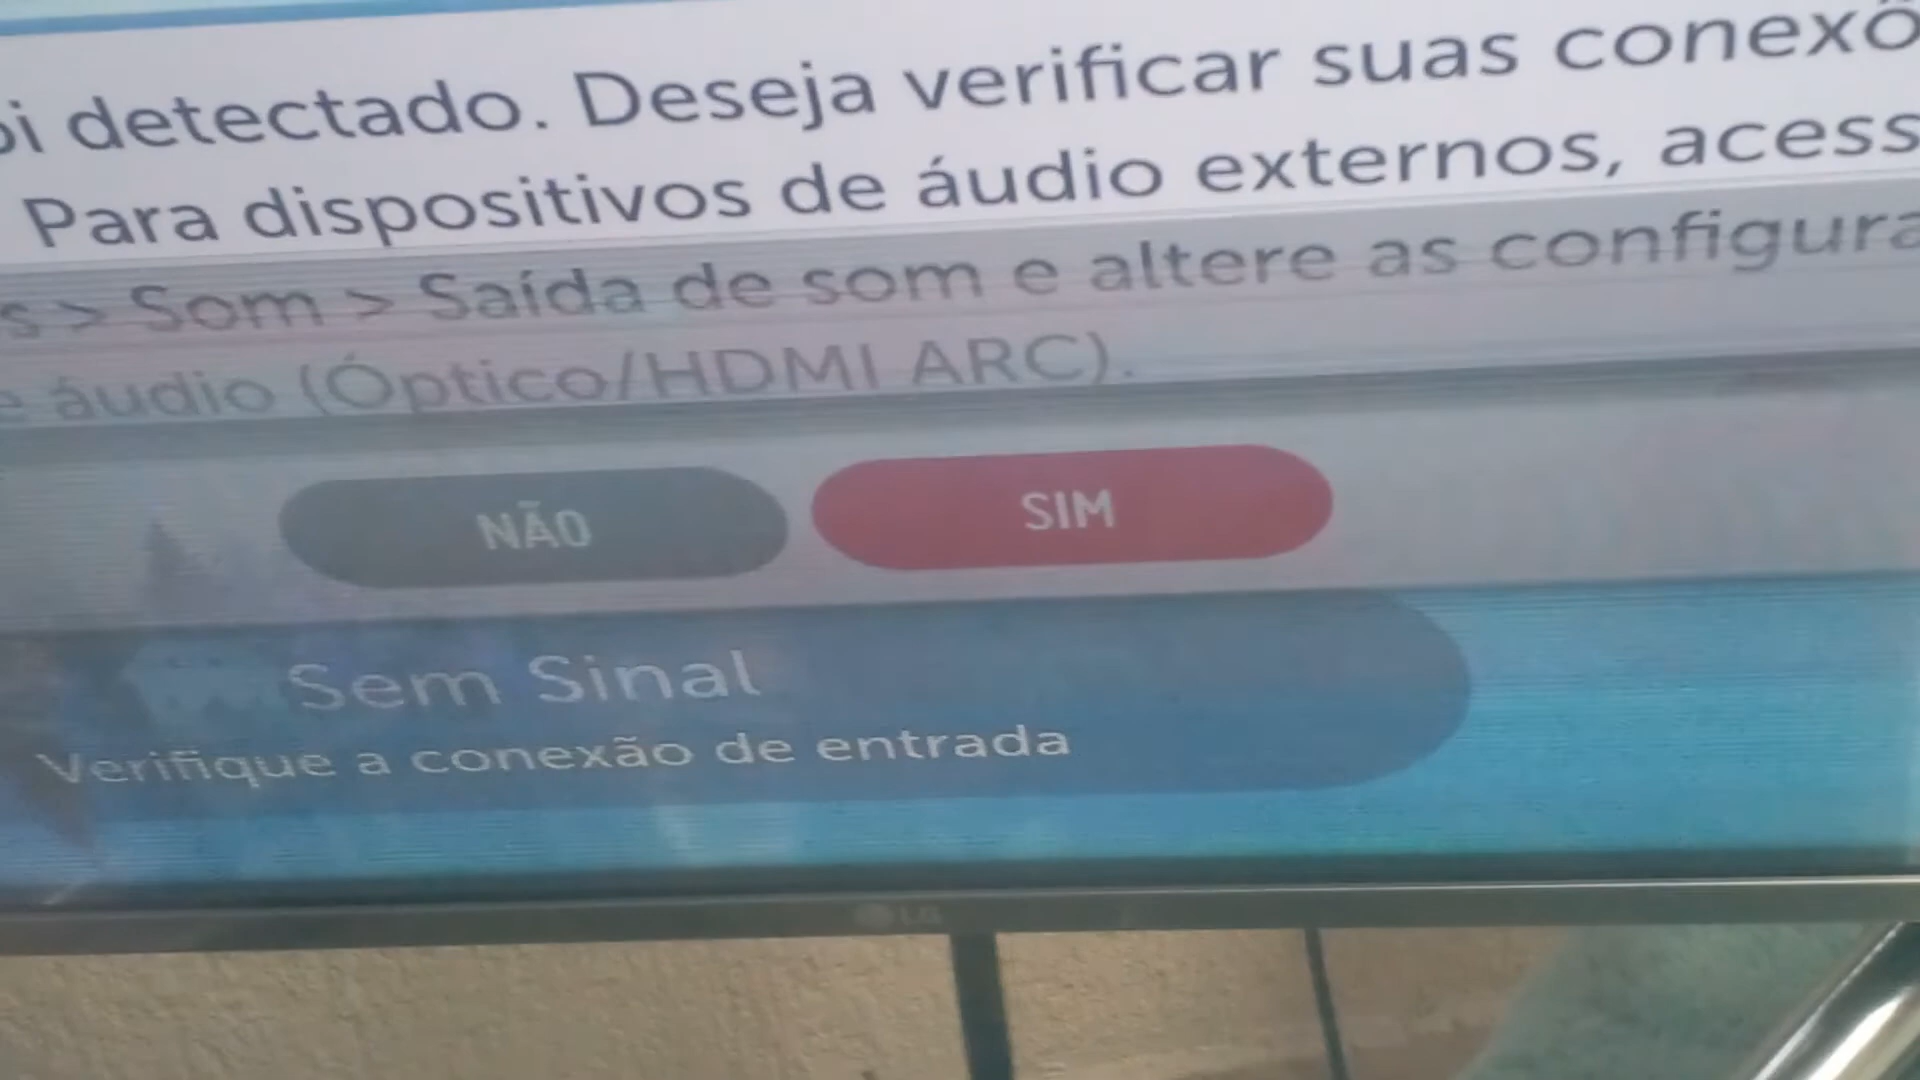 detectado. Deseja verificar suas
Para dispositivos de áudio externos,
> Som > Saída de som e altere as
áudio (Óptico/HDMI ARC).
NÃO
SIM
Sem Sinal
Verifique a conexão de entrada
LG